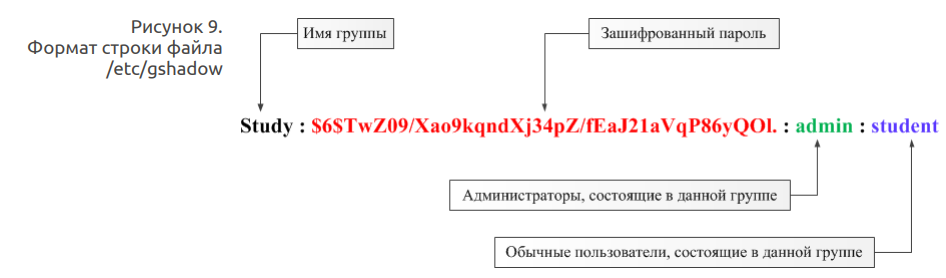 Рисунок 9.
Формат строки файла
/etc/gshadow
Имя группы
Зашифрованный пароль
Study : $6$TwZ09/Xao9kqndXj34pZ/fEaJ21aVqP86yQOl. : admin : student
Администраторы, состоящие в данной группе
Обычные пользователи, состоящие в данной группе